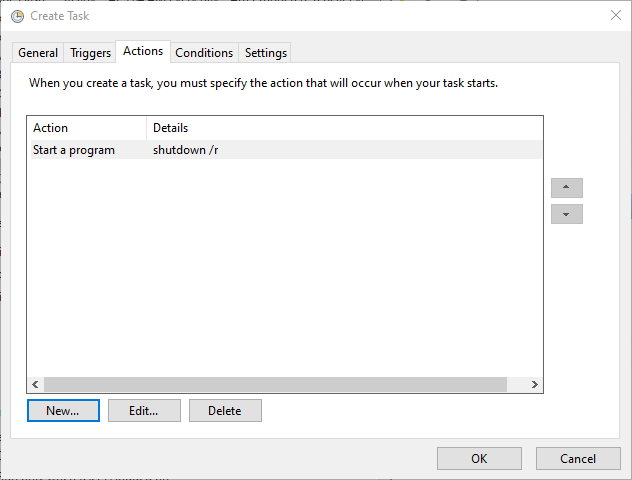 Create Task
General Triggers Actions Conditions Settings
When you create a task, you must specify the action that will occur when your task starts.
Action Details
Start a program shutdown /r
New... Edit... Delete
OK Cancel